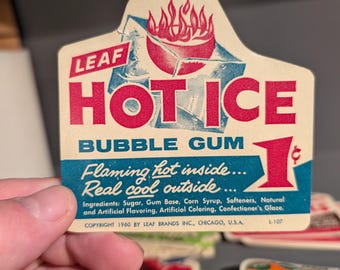 LEAF
HOT ICE
BUBBLE GUM
1¢
Flaming hot inside...
Real cool outside...
Ingredients: Sugar, Gum Base, Corn Syrup, Softeners, Natural
and Artificial Flavoring, Artificial Coloring, Confectioner's Glaze.
COPYRIGHT 1960 BY LEAF BRANDS INC., CHICAGO, U.S.A. L-107